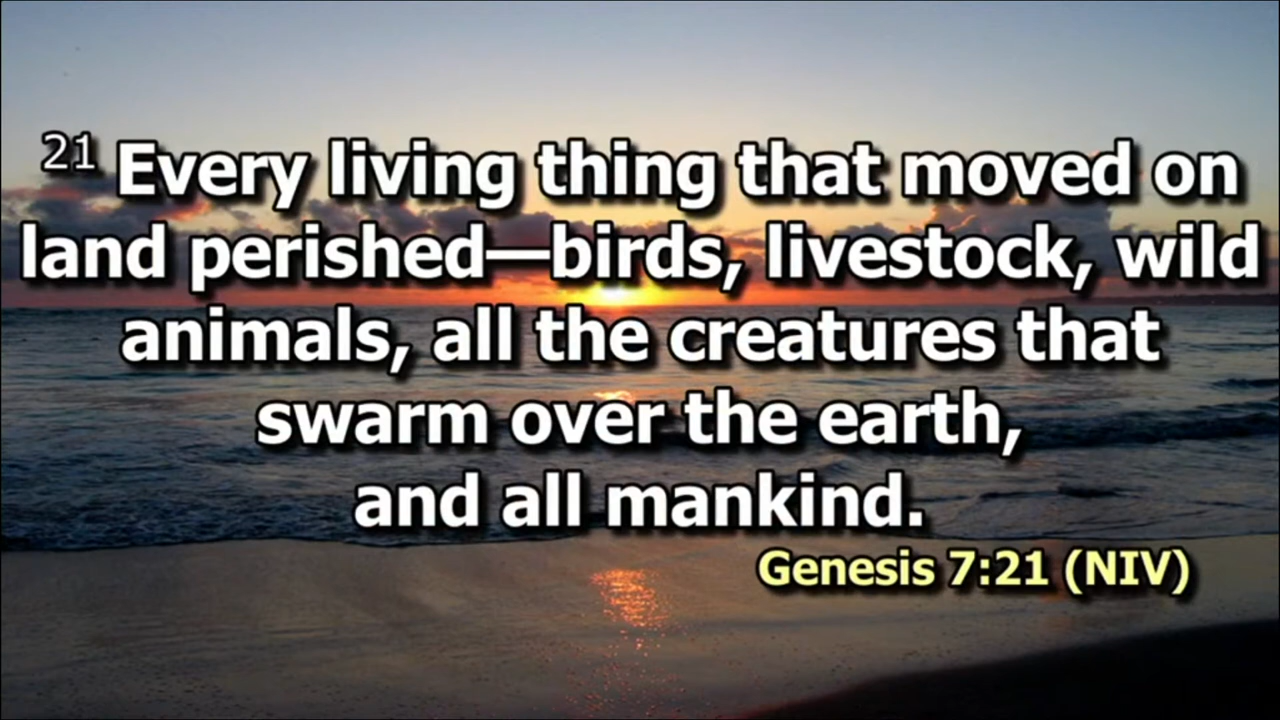 21 Every living thing that moved on
land perished—birds, livestock, wild
animals, all the creatures that
swarm over the earth,
and all mankind.
Genesis 7:21 (NIV)